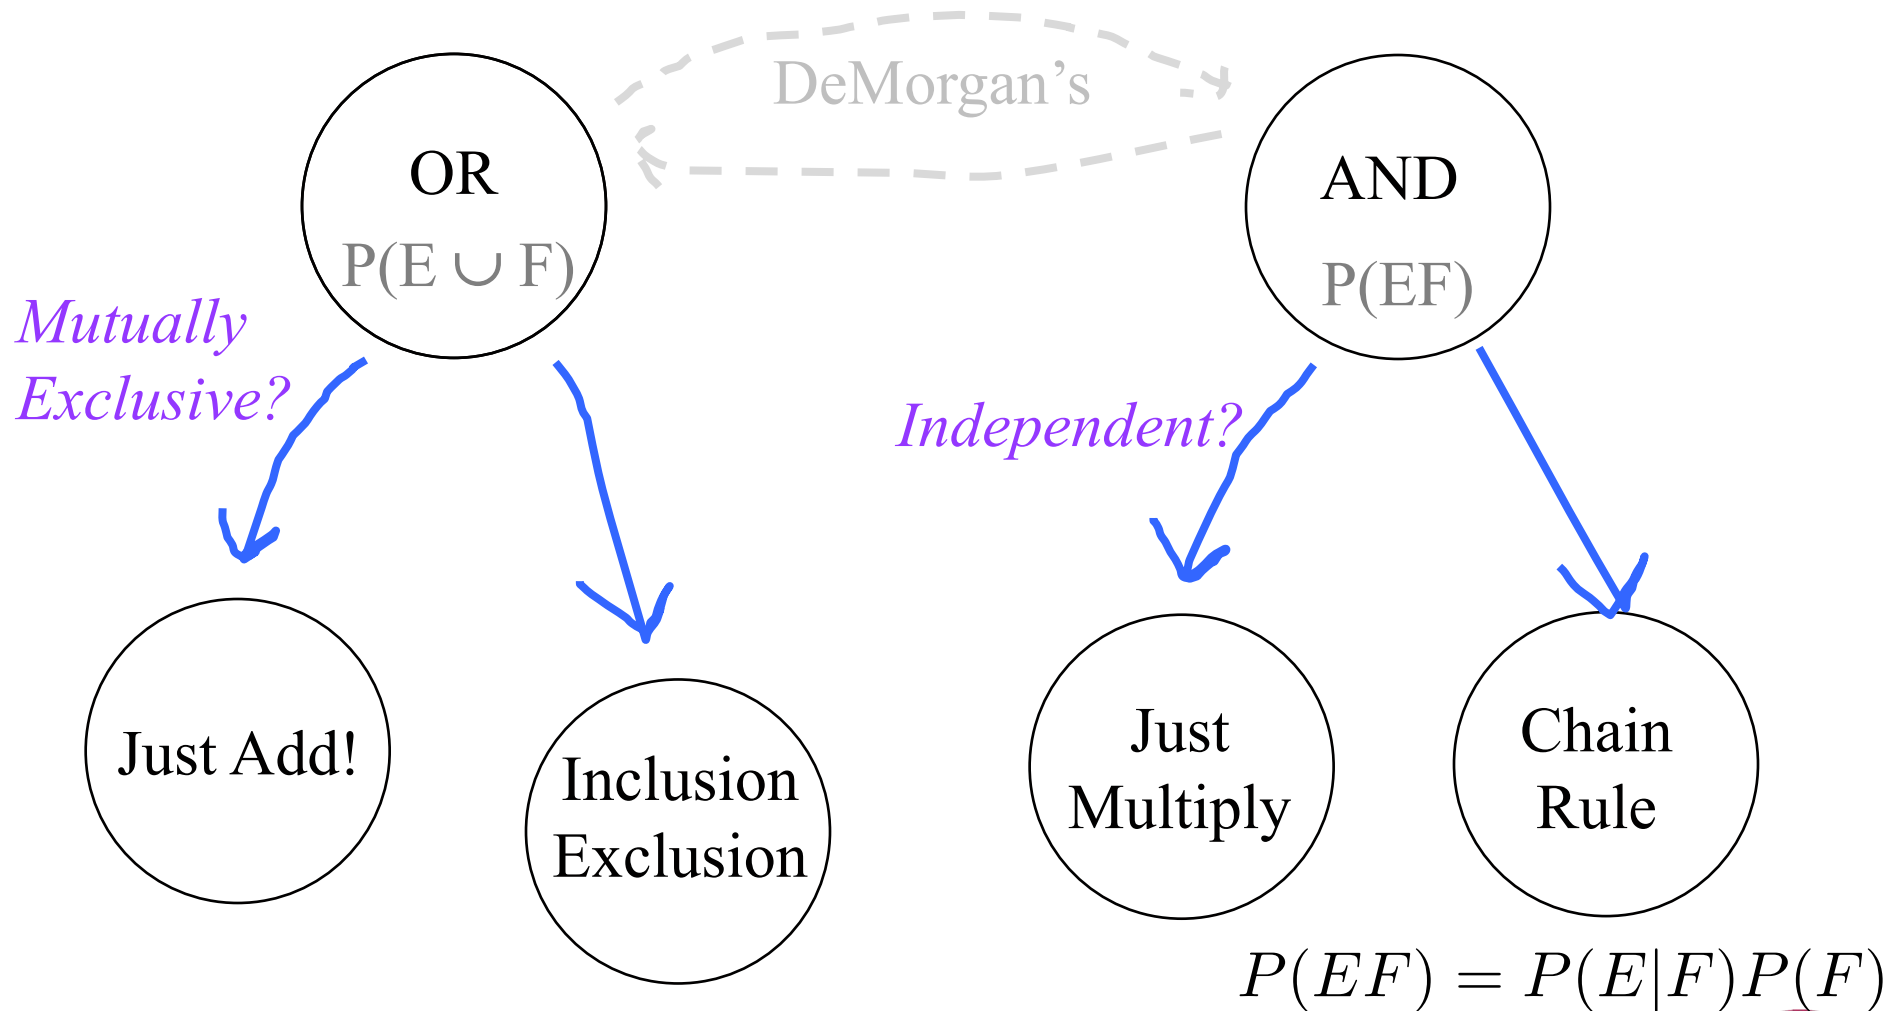 DeMorgan’s
OR
P(E ∪ F)
AND
P(EF)
Mutually
Exclusive?
Independent?
Just Add!
Inclusion
Exclusion
Just
Multiply
Chain
Rule
P(EF) = P(E|F)P(F)